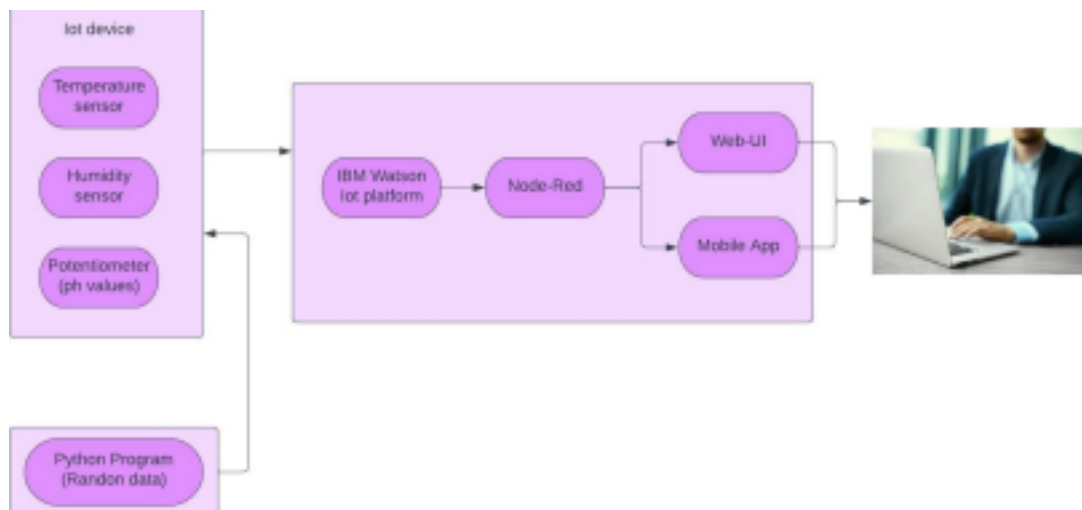 Iot device
Temperature
sensor
Humidity
sensor
Potentiometer
(ph values)
IBM Watson
Iot platform
Node-Red
Web-UI
Mobile App
Python Program
(Randon data)